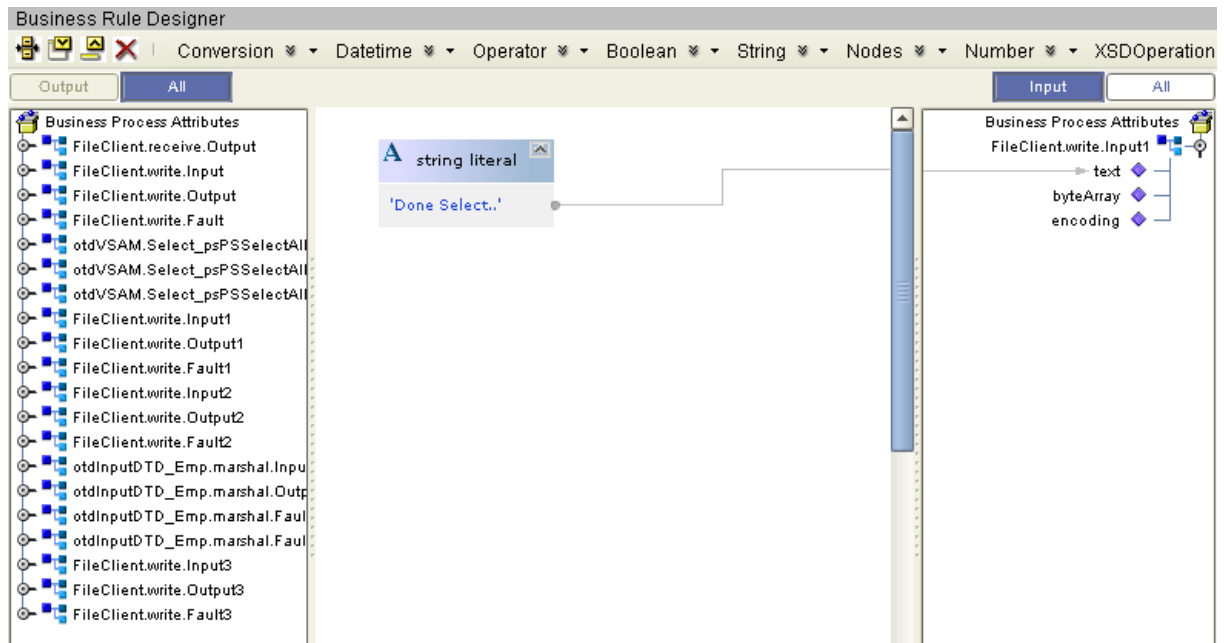 Business Rule Designer
Conversion Datetime Operator Boolean String Nodes Number XSDOperation
Output All Input All
Business Process Attributes
FileClient.receive.Output
FileClient.write.Input
FileClient.write.Output
FileClient.write.Fault
otdVSAM.Select_psPSSelectAll
otdVSAM.Select_psPSSelectAll
otdVSAM.Select_psPSSelectAll
FileClient.write.Input1
FileClient.write.Output1
FileClient.write.Fault1
FileClient.write.Input2
FileClient.write.Output2
FileClient.write.Fault2
otdInputDTD_Emp.marshal.Inpu
otdInputDTD_Emp.marshal.Outp
otdInputDTD_Emp.marshal.Faul
otdInputDTD_Emp.marshal.Faul
FileClient.write.Input3
FileClient.write.Output3
FileClient.write.Fault3
A string literal
'Done Select..'
Business Process Attributes
FileClient.write.Input1
text
byteArray
encoding